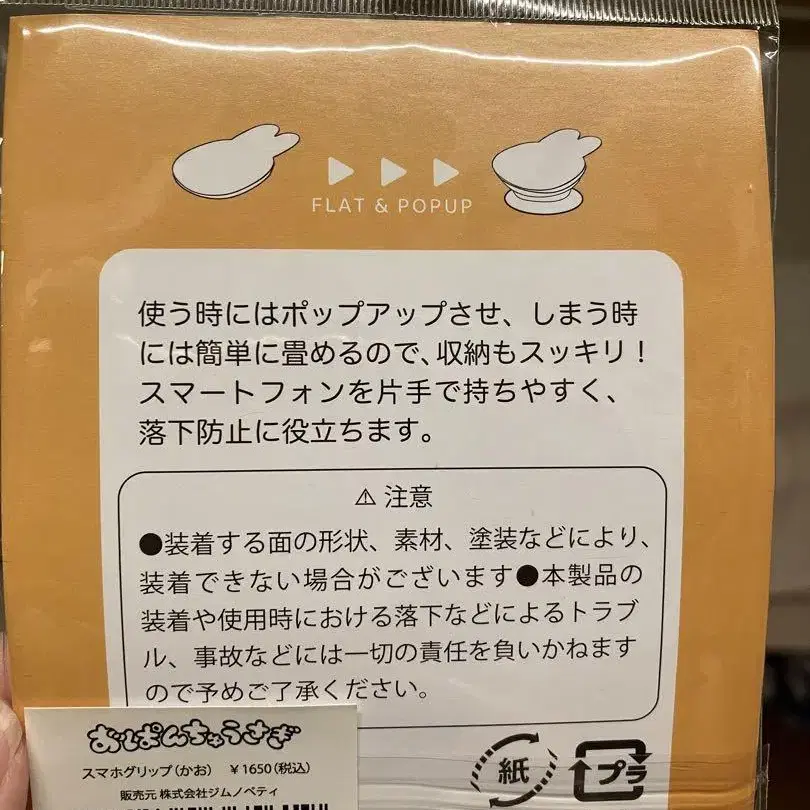 FLAT & POPUP
使う時にはポップアップさせ、しまう時
には簡単に畳めるので、収納もスッキリ！
スマートフォンを片手で持ちやすく、
落下防止に役立ちます。
⚠ 注意
●装着する面の形状、素材、塗装などにより、
装着できない場合がございます●本製品の
装着や使用時における落下などによるトラブ
ル、事故などには一切の責任を負いかねます
ので予めご了承ください。
おぱんちゅうさぎ
スマホグリップ(かお) ￥1650(税込)
販売元 株式会社ジムノペティ
紙
プラ